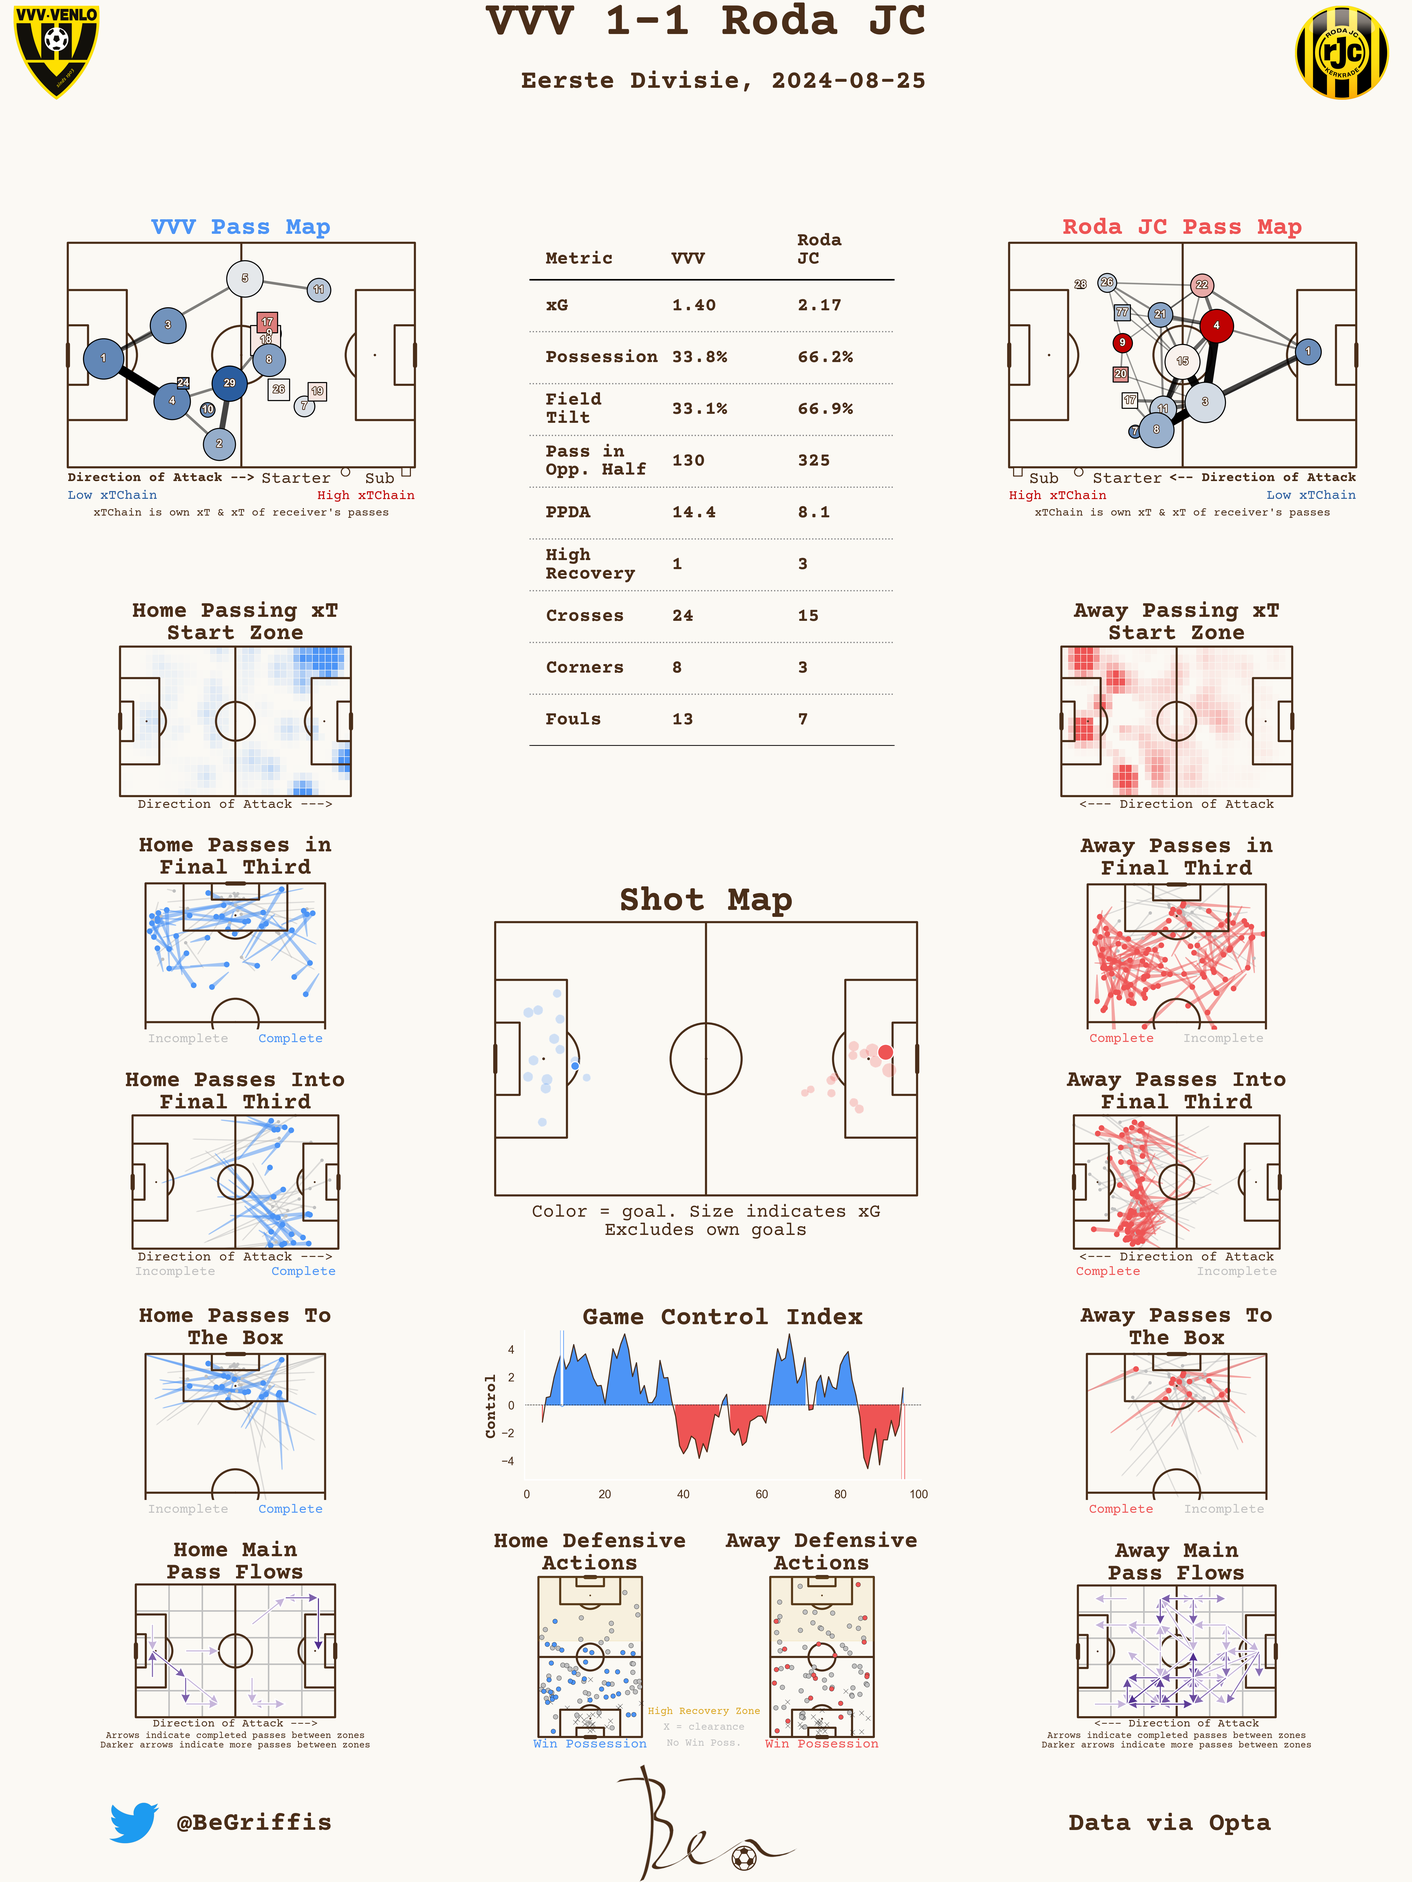 VVV 1-1 Roda JC
Eerste Divisie, 2024-08-25
VVV-VENLO
RODA JC
rJC
KERKRADE
VVV Pass Map
1
3
4
24
10
2
29
5
11
17
9
18
8
26
19
7
Direction of Attack --> Starter Sub
Low xTChain High xTChain
xTChain is own xT & xT of receiver's passes
Metric VVV Roda JC
xG 1.40 2.17
Possession 33.8% 66.2%
Field Tilt 33.1% 66.9%
Pass in Opp. Half 130 325
PPDA 14.4 8.1
High Recovery 1 3
Crosses 24 15
Corners 8 3
Fouls 13 7
Roda JC Pass Map
28
26
77
21
22
4
9
20
15
17
11
3
7
8
1
Sub Starter <-- Direction of Attack
High xTChain Low xTChain
xTChain is own xT & xT of receiver's passes
Home Passing xT
Start Zone
Direction of Attack --->
Away Passing xT
Start Zone
<--- Direction of Attack
Home Passes in
Final Third
Incomplete Complete
Away Passes in
Final Third
Complete Incomplete
Shot Map
Color = goal. Size indicates xG
Excludes own goals
Home Passes Into
Final Third
Direction of Attack --->
Incomplete Complete
Away Passes Into
Final Third
<--- Direction of Attack
Complete Incomplete
Home Passes To
The Box
Incomplete Complete
Game Control Index
Control
4
2
0
−2
−4
0 20 40 60 80 100
Away Passes To
The Box
Complete Incomplete
Home Main
Pass Flows
Direction of Attack --->
Arrows indicate completed passes between zones
Darker arrows indicate more passes between zones
Home Defensive
Actions
Win Possession
Away Defensive
Actions
Win Possession
High Recovery Zone
X = clearance
No Win Poss.
Away Main
Pass Flows
<--- Direction of Attack
Arrows indicate completed passes between zones
Darker arrows indicate more passes between zones
@BeGriffis
Ben
Data via Opta